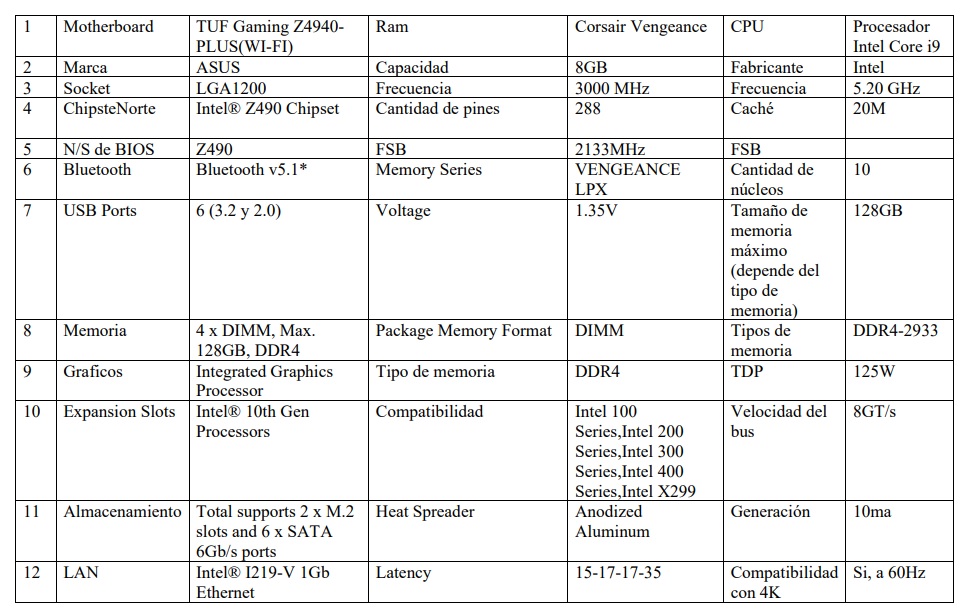 1 Motherboard TUF Gaming Z4940- Ram Corsair Vengeance CPU Procesador
PLUS(WI-FI) Intel Core i9
2 Marca ASUS Capacidad 8GB Fabricante Intel
3 Socket LGA1200 Frecuencia 3000 MHz Frecuencia 5.20 GHz
4 ChipsteNorte Intel® Z490 Chipset Cantidad de pines 288 Caché 20M
5 N/S de BIOS Z490 FSB 2133MHz FSB
6 Bluetooth Bluetooth v5.1* Memory Series VENGEANCE Cantidad de 10
LPX núcleos
7 USB Ports 6 (3.2 y 2.0) Voltage 1.35V Tamaño de 128GB
memoria
máximo
(depende del
tipo de
memoria)
8 Memoria 4 x DIMM, Max. Package Memory Format DIMM Tipos de DDR4-2933
128GB, DDR4 memoria
9 Graficos Integrated Graphics Tipo de memoria DDR4 TDP 125W
Processor
10 Expansion Slots Intel® 10th Gen Compatibilidad Intel 100 Velocidad del 8GT/s
Processors Series,Intel 200 bus
Series,Intel 300
Series,Intel 400
Series,Intel X299
11 Almacenamiento Total supports 2 x M.2 Heat Spreader Anodized Generación 10ma
slots and 6 x SATA Aluminum
6Gb/s ports
12 LAN Intel® I219-V 1Gb Latency 15-17-17-35 Compatibilidad Si, a 60Hz
Ethernet con 4K